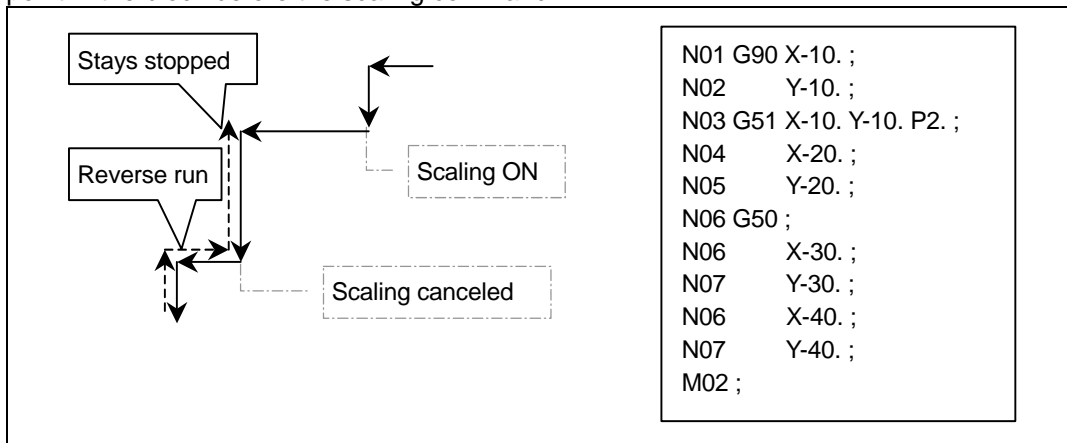 Stays stopped
Reverse run
Scaling ON
Scaling canceled
N01 G90 X-10. ;
N02 Y-10. ;
N03 G51 X-10. Y-10. P2. ;
N04 X-20. ;
N05 Y-20. ;
N06 G50 ;
N06 X-30. ;
N07 Y-30. ;
N06 X-40. ;
N07 Y-40. ;
M02 ;